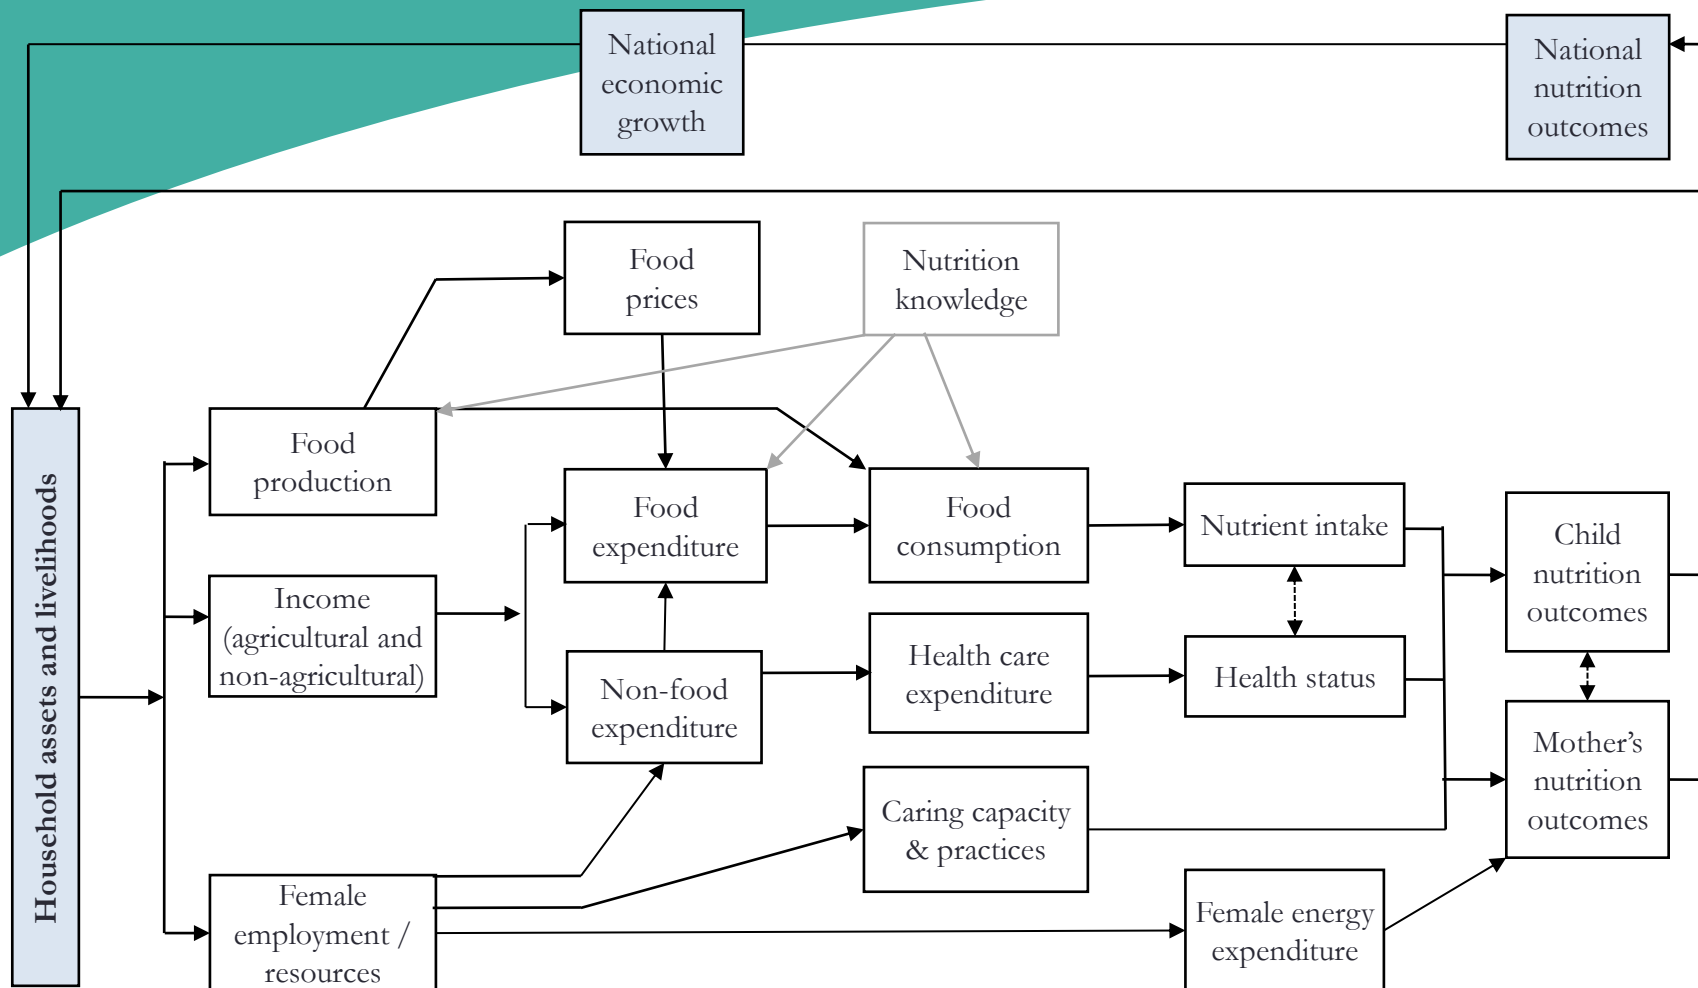 National
economic
growth
National
nutrition
outcomes
Food
prices
Nutrition
knowledge
Household assets and livelihoods
Food
production
Food
expenditure
Food
consumption
Nutrient intake
Child
nutrition
outcomes
Income
(agricultural and
non-agricultural)
Non-food
expenditure
Health care
expenditure
Health status
Mother’s
nutrition
outcomes
Caring capacity
& practices
Female
employment /
resources
Female energy
expenditure